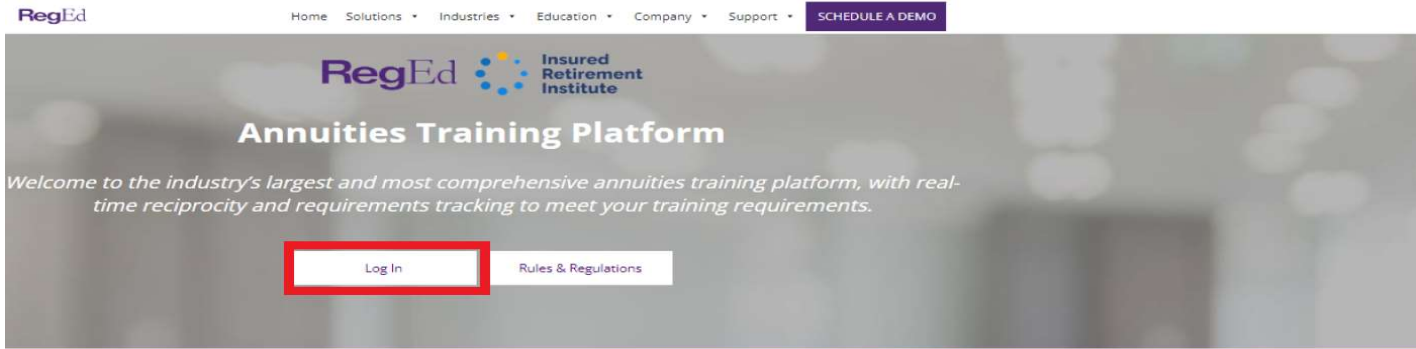 RegEd
Home Solutions Industries Education Company Support SCHEDULE A DEMO
RegEd Insured
Retirement
Institute
Annuities Training Platform
Welcome to the industry's largest and most comprehensive annuities training platform, with real-
time reciprocity and requirements tracking to meet your training requirements.
Log In Rules & Regulations